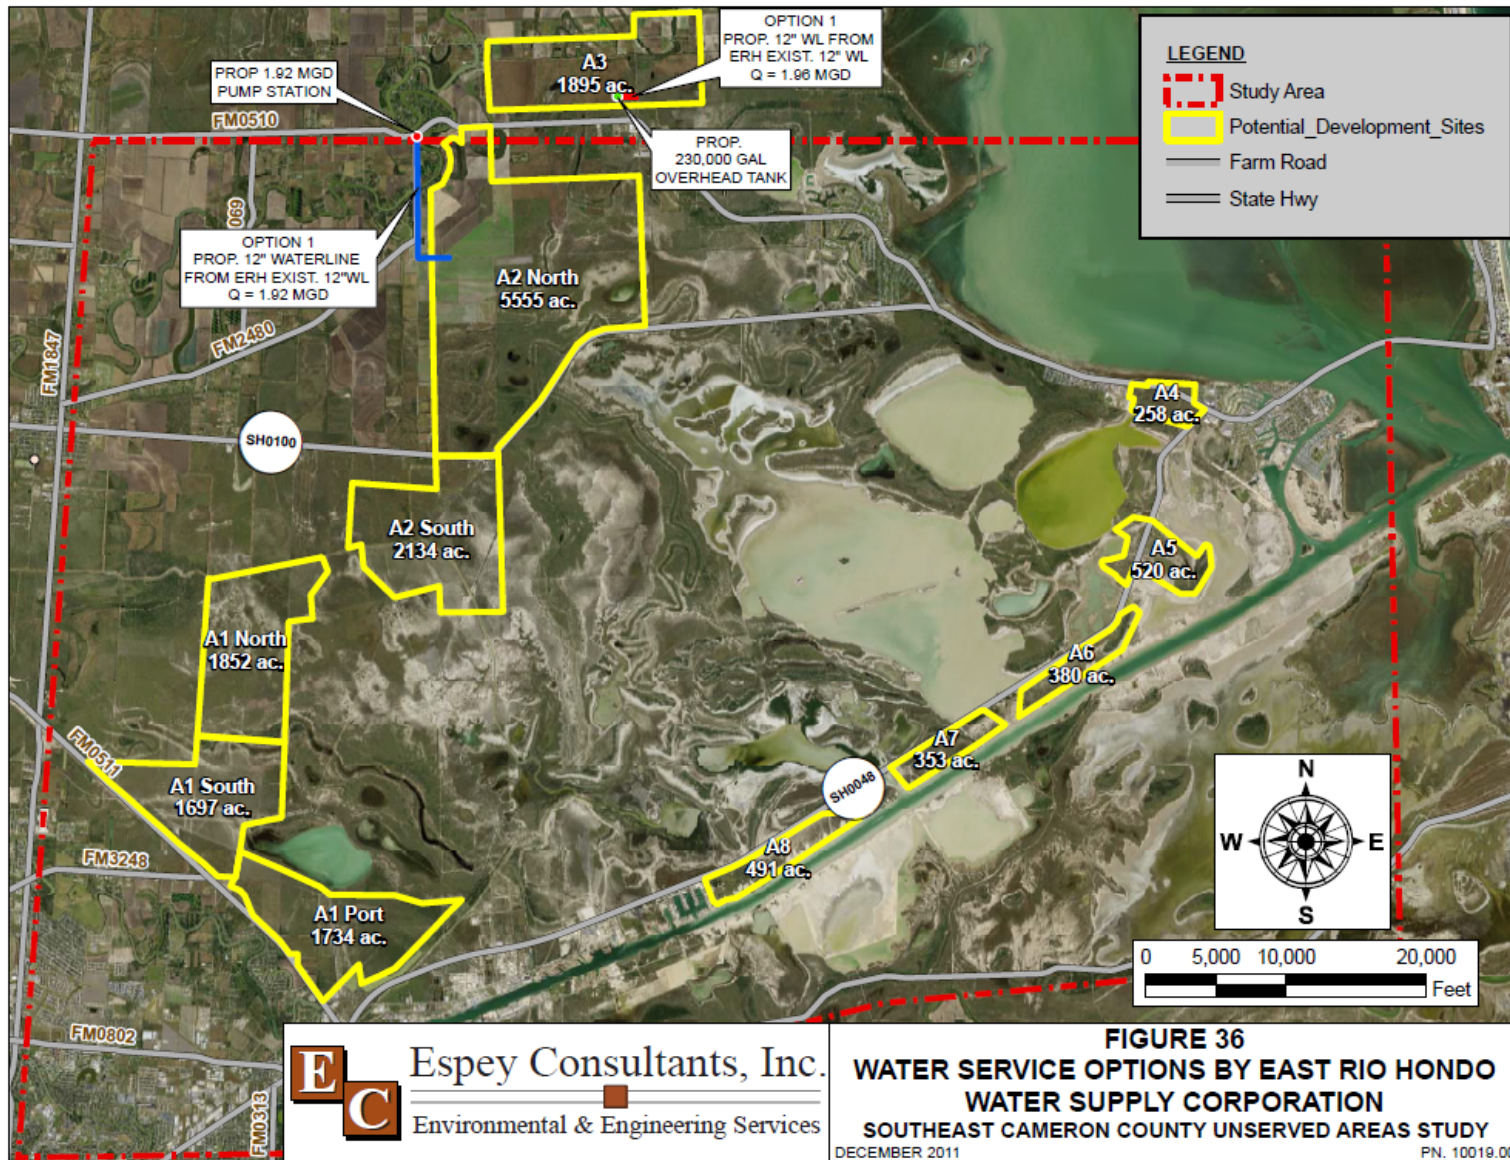 OPTION 1
PROP. 12" WL FROM
ERH EXIST. 12" WL
Q = 1.96 MGD
LEGEND
Study Area
Potential_Development_Sites
Farm Road
State Hwy
A3
1895 ac.
PROP 1.92 MGD
PUMP STATION
FM0510
PROP.
230,000 GAL
OVERHEAD TANK
OPTION 1
PROP. 12" WATERLINE
FROM ERH EXIST. 12"WL
Q = 1.92 MGD
A2 North
5555 ac.
FM2480
FM1847
A4
258 ac.
SH0100
A2 South
2134 ac.
A5
520 ac.
A1 North
1852 ac.
A6
380 ac.
A7
353 ac.
FM0511
A1 South
1697 ac.
SH0048
A8
491 ac.
FM3248
A1 Port
1734 ac.
N
W E
S
0 5,000 10,000 20,000
Feet
FM0802
FM0313
E
C
Espey Consultants, Inc.
Environmental & Engineering Services
FIGURE 36
WATER SERVICE OPTIONS BY EAST RIO HONDO
WATER SUPPLY CORPORATION
SOUTHEAST CAMERON COUNTY UNSERVED AREAS STUDY
DECEMBER 2011 PN. 10019.00